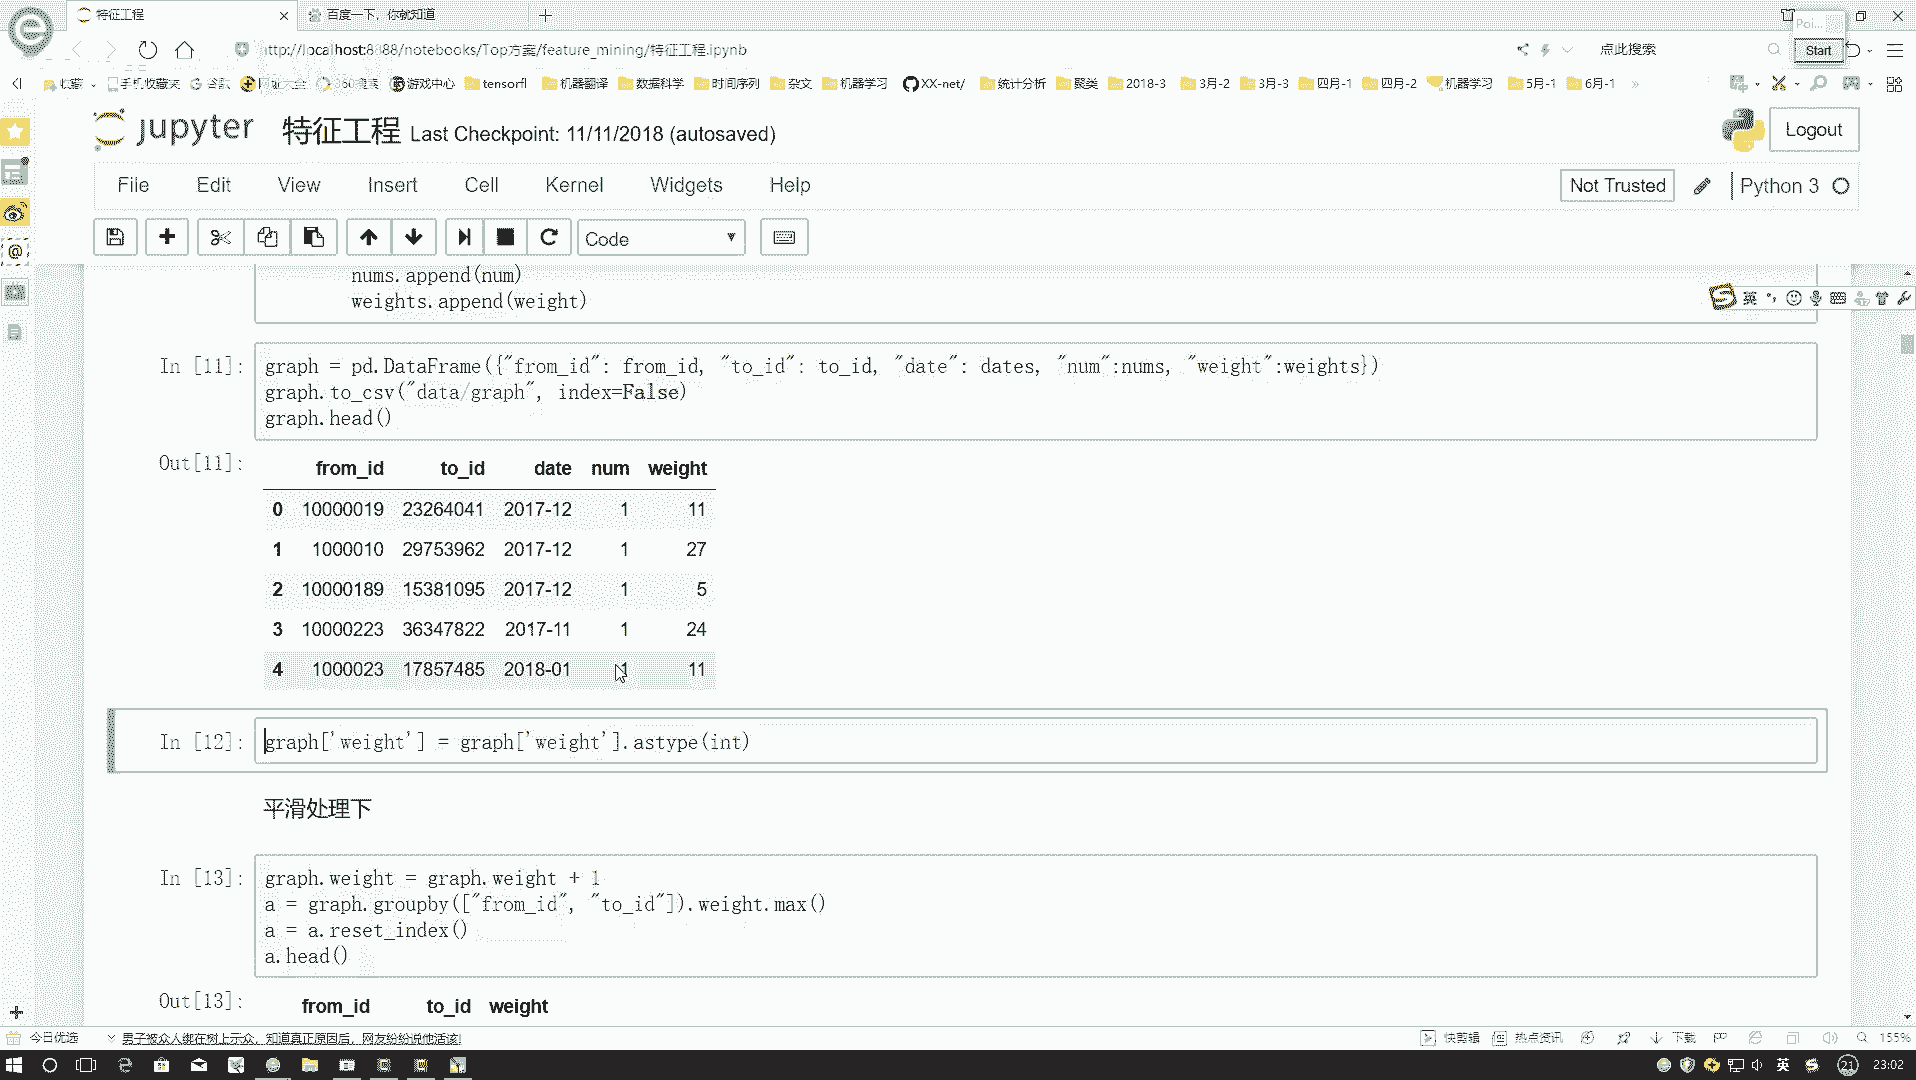 特征工程
百度一下，你就知道
Poi...
Start
http://localhost:8888/notebooks/Top方案/feature_mining/特征工程.ipynb
点此搜索
收藏 手机收藏夹 谷歌 网址大全 360搜索 游戏中心 tensorfl 机器翻译 数据科学 时间序列 杂文 机器学习 XX-net/ 统计分析 聚类 2018-3 3月-2 3月-3 四月-1 四月-2 机器学习 5月-1 6月-1 »
jupyter 特征工程 Last Checkpoint: 11/11/2018 (autosaved)
Logout
File Edit View Insert Cell Kernel Widgets Help
Not Trusted Python 3
Code
英
nums.append(num)
weights.append(weight)
In [11]: graph = pd.DataFrame({"from_id": from_id, "to_id": to_id, "date": dates, "num":nums, "weight":weights})
graph.to_csv("data/graph", index=False)
graph.head()
Out[11]:
from_id to_id date num weight
0 10000019 23264041 2017-12 1 11
1 1000010 29753962 2017-12 1 27
2 10000189 15381095 2017-12 1 5
3 10000223 36347822 2017-11 1 24
4 1000023 17857485 2018-01 1 11
In [12]: graph['weight'] = graph['weight'].astype(int)
平滑处理下
In [13]: graph.weight = graph.weight + 1
a = graph.groupby(["from_id", "to_id"]).weight.max()
a = a.reset_index()
a.head()
Out[13]: from_id to_id weight
今日优选 男子被众人绑在树上示众，知道真正原因后，网友纷纷说他活该!
快剪辑 热点资讯 下载 155%
英 21 23:02